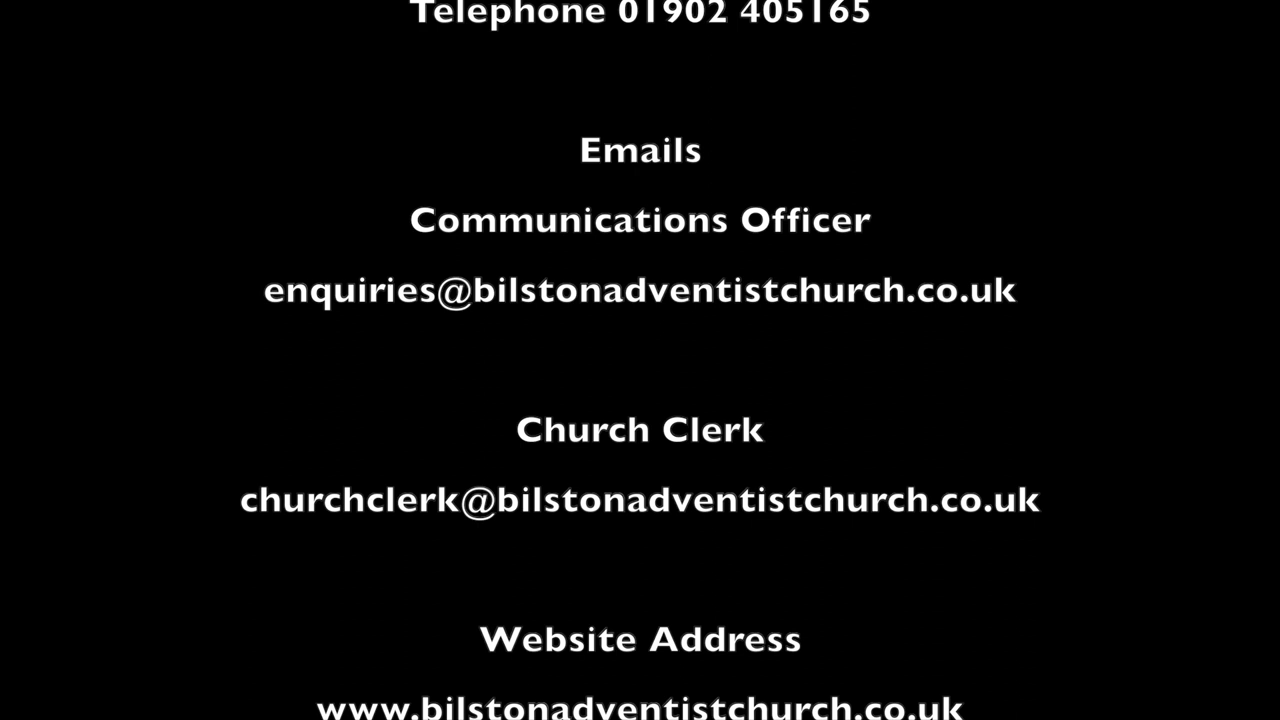 Telephone 01902 405165
Emails
Communications Officer
enquiries@bilstonadventistchurch.co.uk
Church Clerk
churchclerk@bilstonadventistchurch.co.uk
Website Address
www.bilstonadventistchurch.co.uk